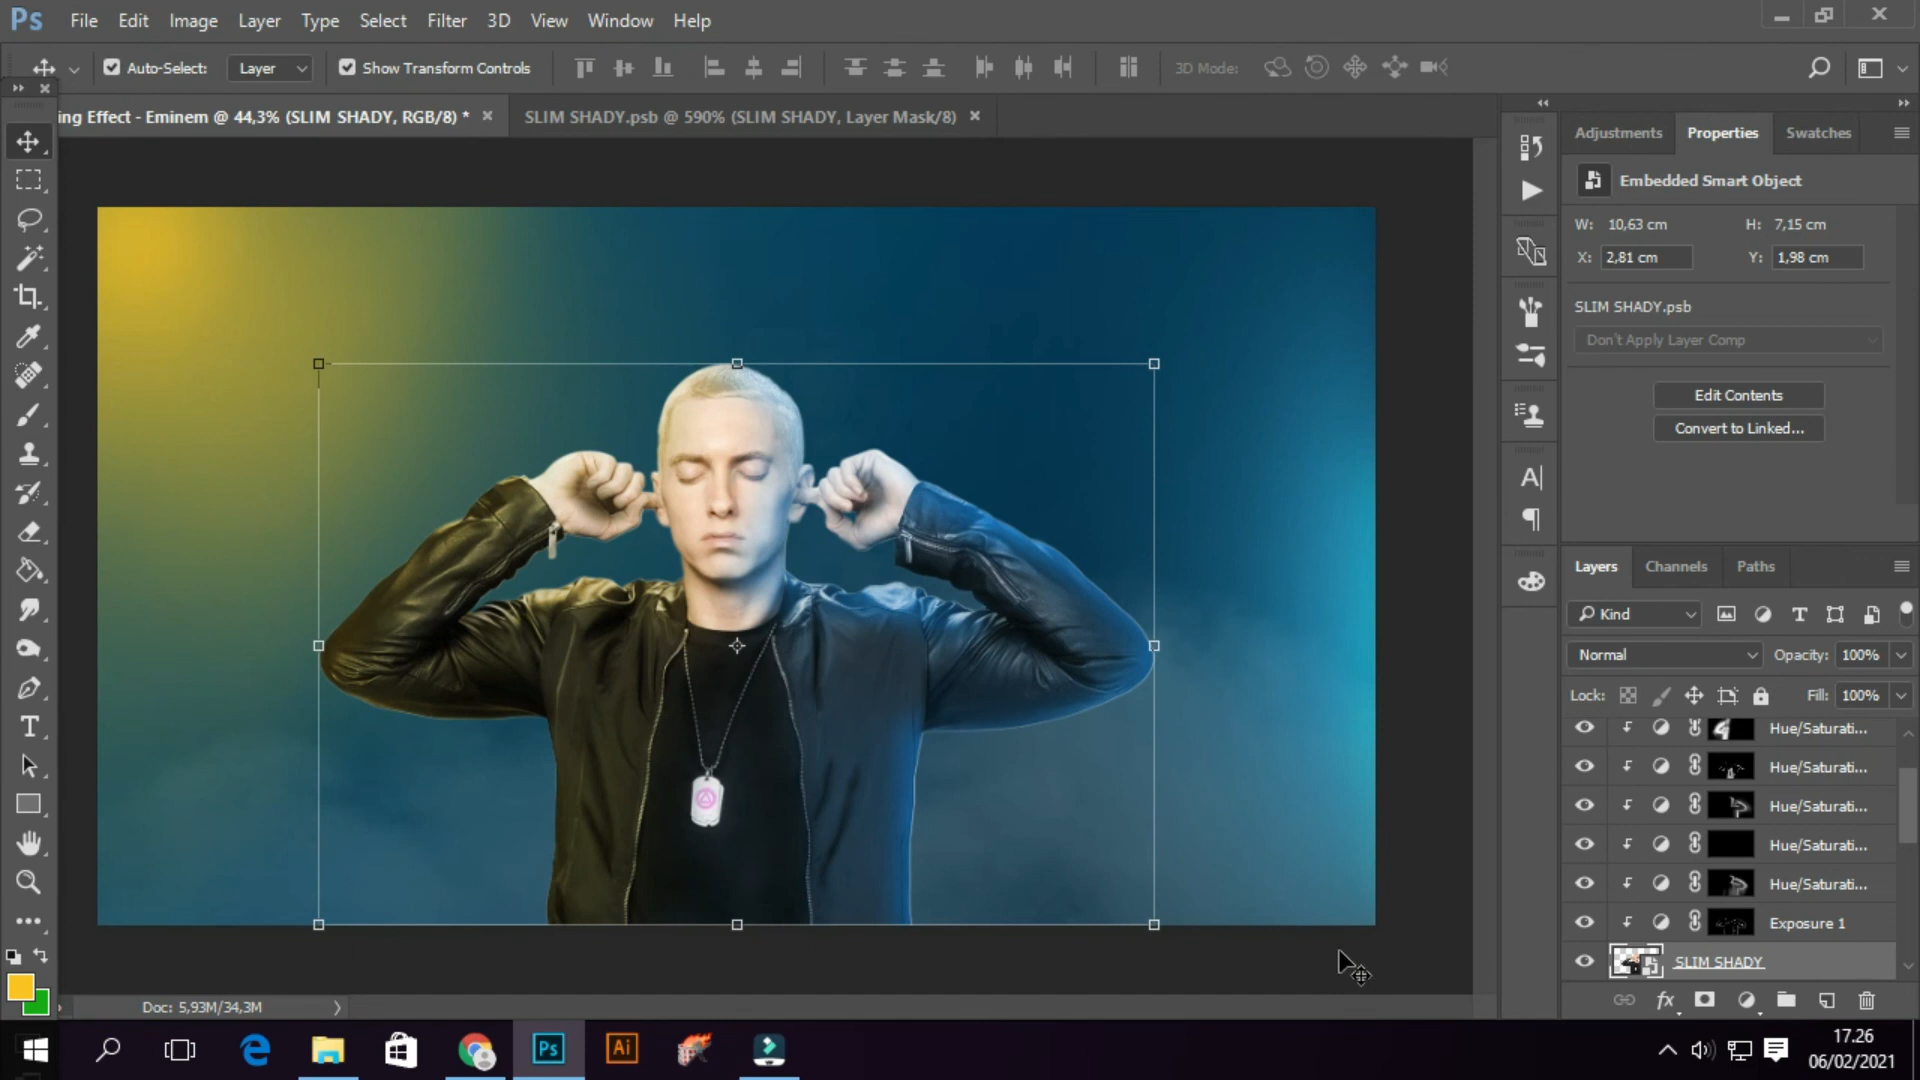 Ps File Edit Image Layer Type Select Filter 3D View Window Help
Auto-Select: Layer Show Transform Controls 3D Mode:
ing Effect - Eminem @ 44,3% (SLIM SHADY, RGB/8) * SLIM SHADY.psb @ 590% (SLIM SHADY, Layer Mask/8)
Adjustments Properties Swatches
Embedded Smart Object
W: 10,63 cm H: 7,15 cm
X: 2,81 cm Y: 1,98 cm
SLIM SHADY.psb
Don't Apply Layer Comp
Edit Contents
Convert to Linked...
Layers Channels Paths
Kind
Normal Opacity: 100%
Lock: Fill: 100%
Hue/Saturati...
Hue/Saturati...
Hue/Saturati...
Hue/Saturati...
Hue/Saturati...
Exposure 1
SLIM SHADY
fx
Doc: 5,93M/34,3M
Ps Ai
17.26
06/02/2021